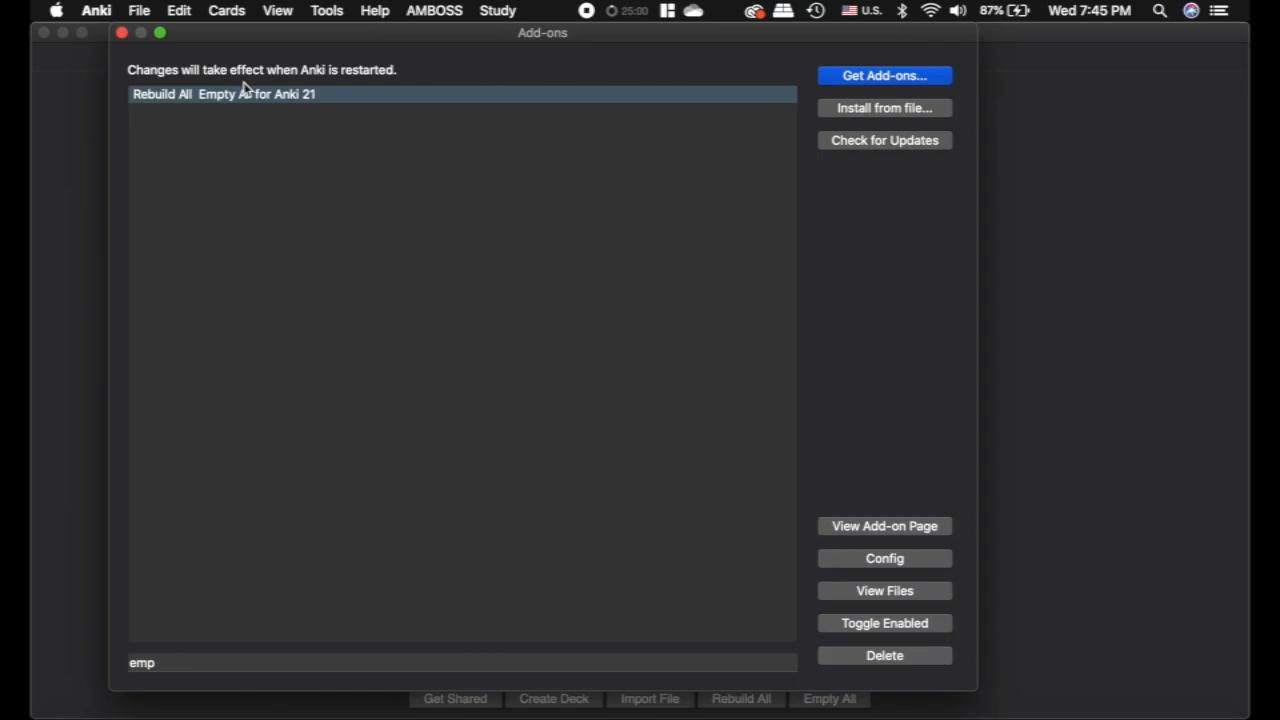 Anki File Edit Cards View Tools Help AMBOSS Study 25:00 U.S. 87% Wed 7:45 PM
Add-ons
Changes will take effect when Anki is restarted.
Rebuild All Empty All for Anki 21
Get Add-ons...
Install from file...
Check for Updates
View Add-on Page
Config
View Files
Toggle Enabled
Delete
emp
Get Shared Create Deck Import File Rebuild All Empty All